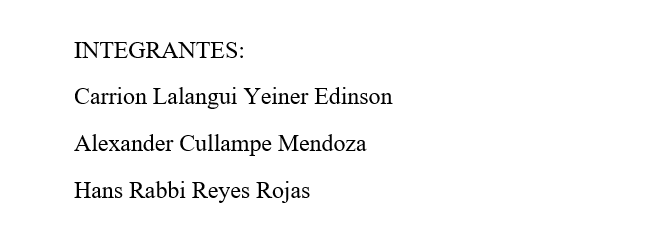 INTEGRANTES:
Carrion Lalangui Yeiner Edinson
Alexander Cullampe Mendoza
Hans Rabbi Reyes Rojas